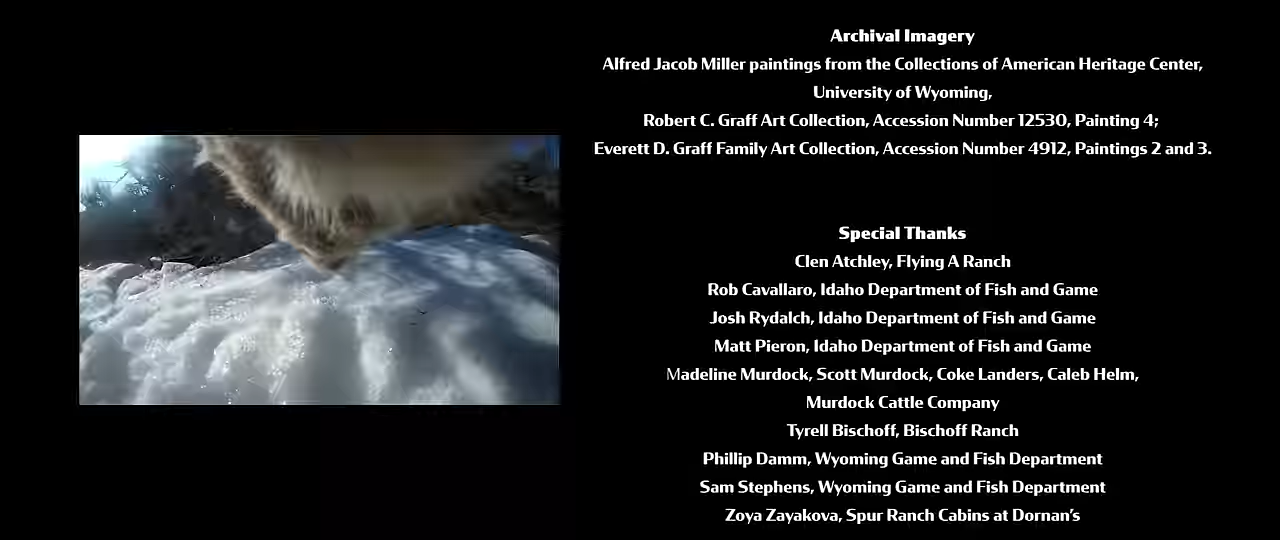 Archival Imagery
Alfred Jacob Miller paintings from the Collections of American Heritage Center,
University of Wyoming,
Robert C. Graff Art Collection, Accession Number 12530, Painting 4;
Everett D. Graff Family Art Collection, Accession Number 4912, Paintings 2 and 3.
Special Thanks
Clen Atchley, Flying A Ranch
Rob Cavallaro, Idaho Department of Fish and Game
Josh Rydalch, Idaho Department of Fish and Game
Matt Pieron, Idaho Department of Fish and Game
Madeline Murdock, Scott Murdock, Coke Landers, Caleb Helm,
Murdock Cattle Company
Tyrell Bischoff, Bischoff Ranch
Phillip Damm, Wyoming Game and Fish Department
Sam Stephens, Wyoming Game and Fish Department
Zoya Zayakova, Spur Ranch Cabins at Dornan's